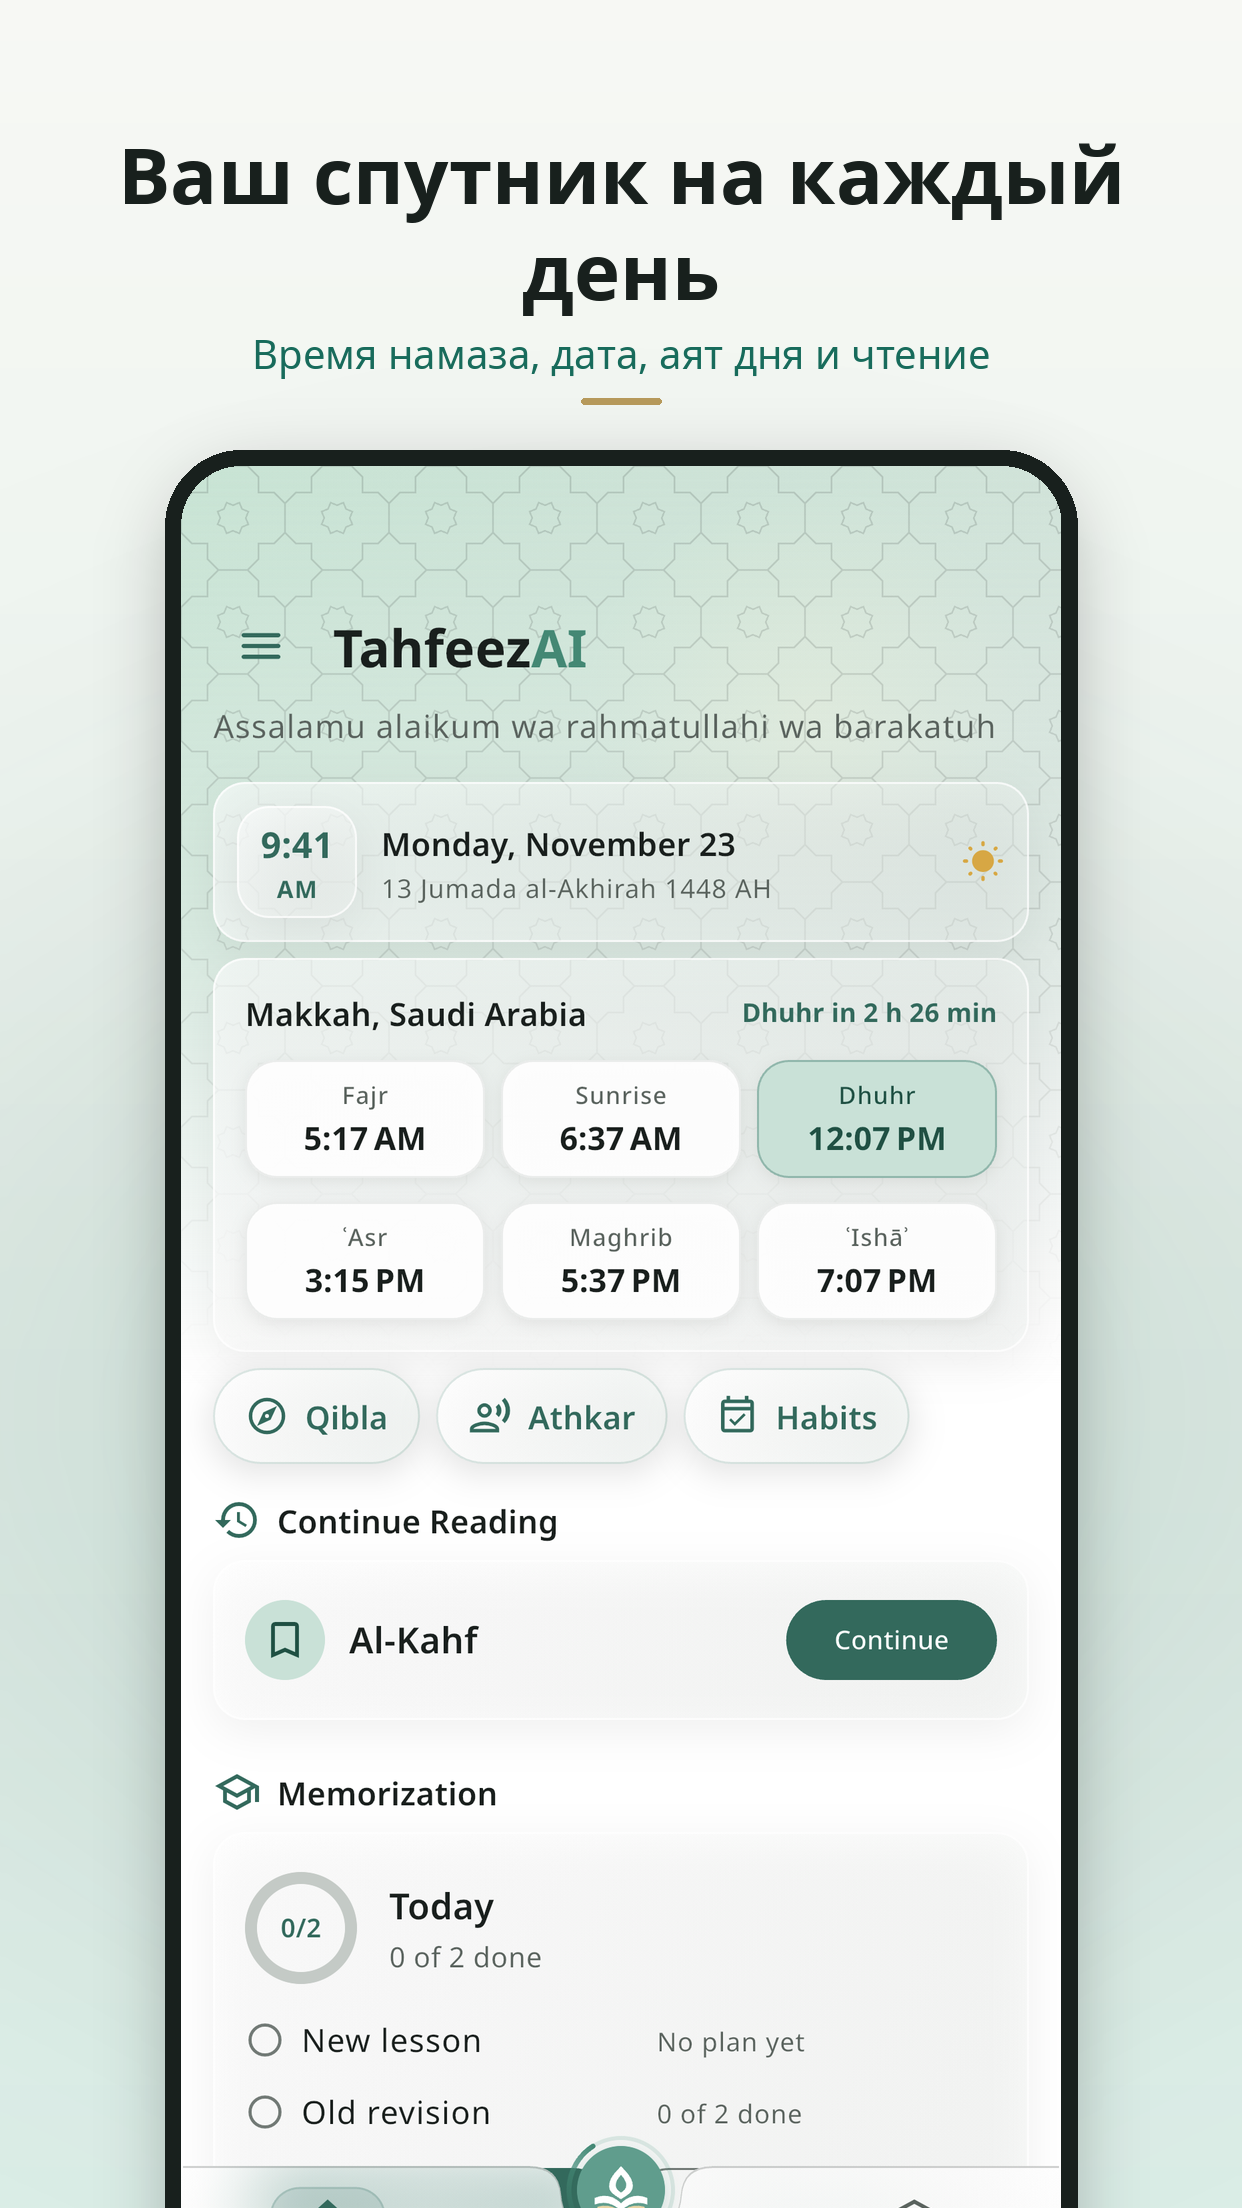 Ваш спутник на каждый
день
Время намаза, дата, аят дня и чтение
TahfeezAI
Assalamu alaikum wa rahmatullahi wa barakatuh
9:41
AM
Monday, November 23
13 Jumada al-Akhirah 1448 AH
Makkah, Saudi Arabia
Dhuhr in 2 h 26 min
Fajr
5:17 AM
Sunrise
6:37 AM
Dhuhr
12:07 PM
ʿAsr
3:15 PM
Maghrib
5:37 PM
ʿIshāʾ
7:07 PM
Qibla
Athkar
Habits
Continue Reading
Al-Kahf
Continue
Memorization
0/2
Today
0 of 2 done
New lesson
No plan yet
Old revision
0 of 2 done